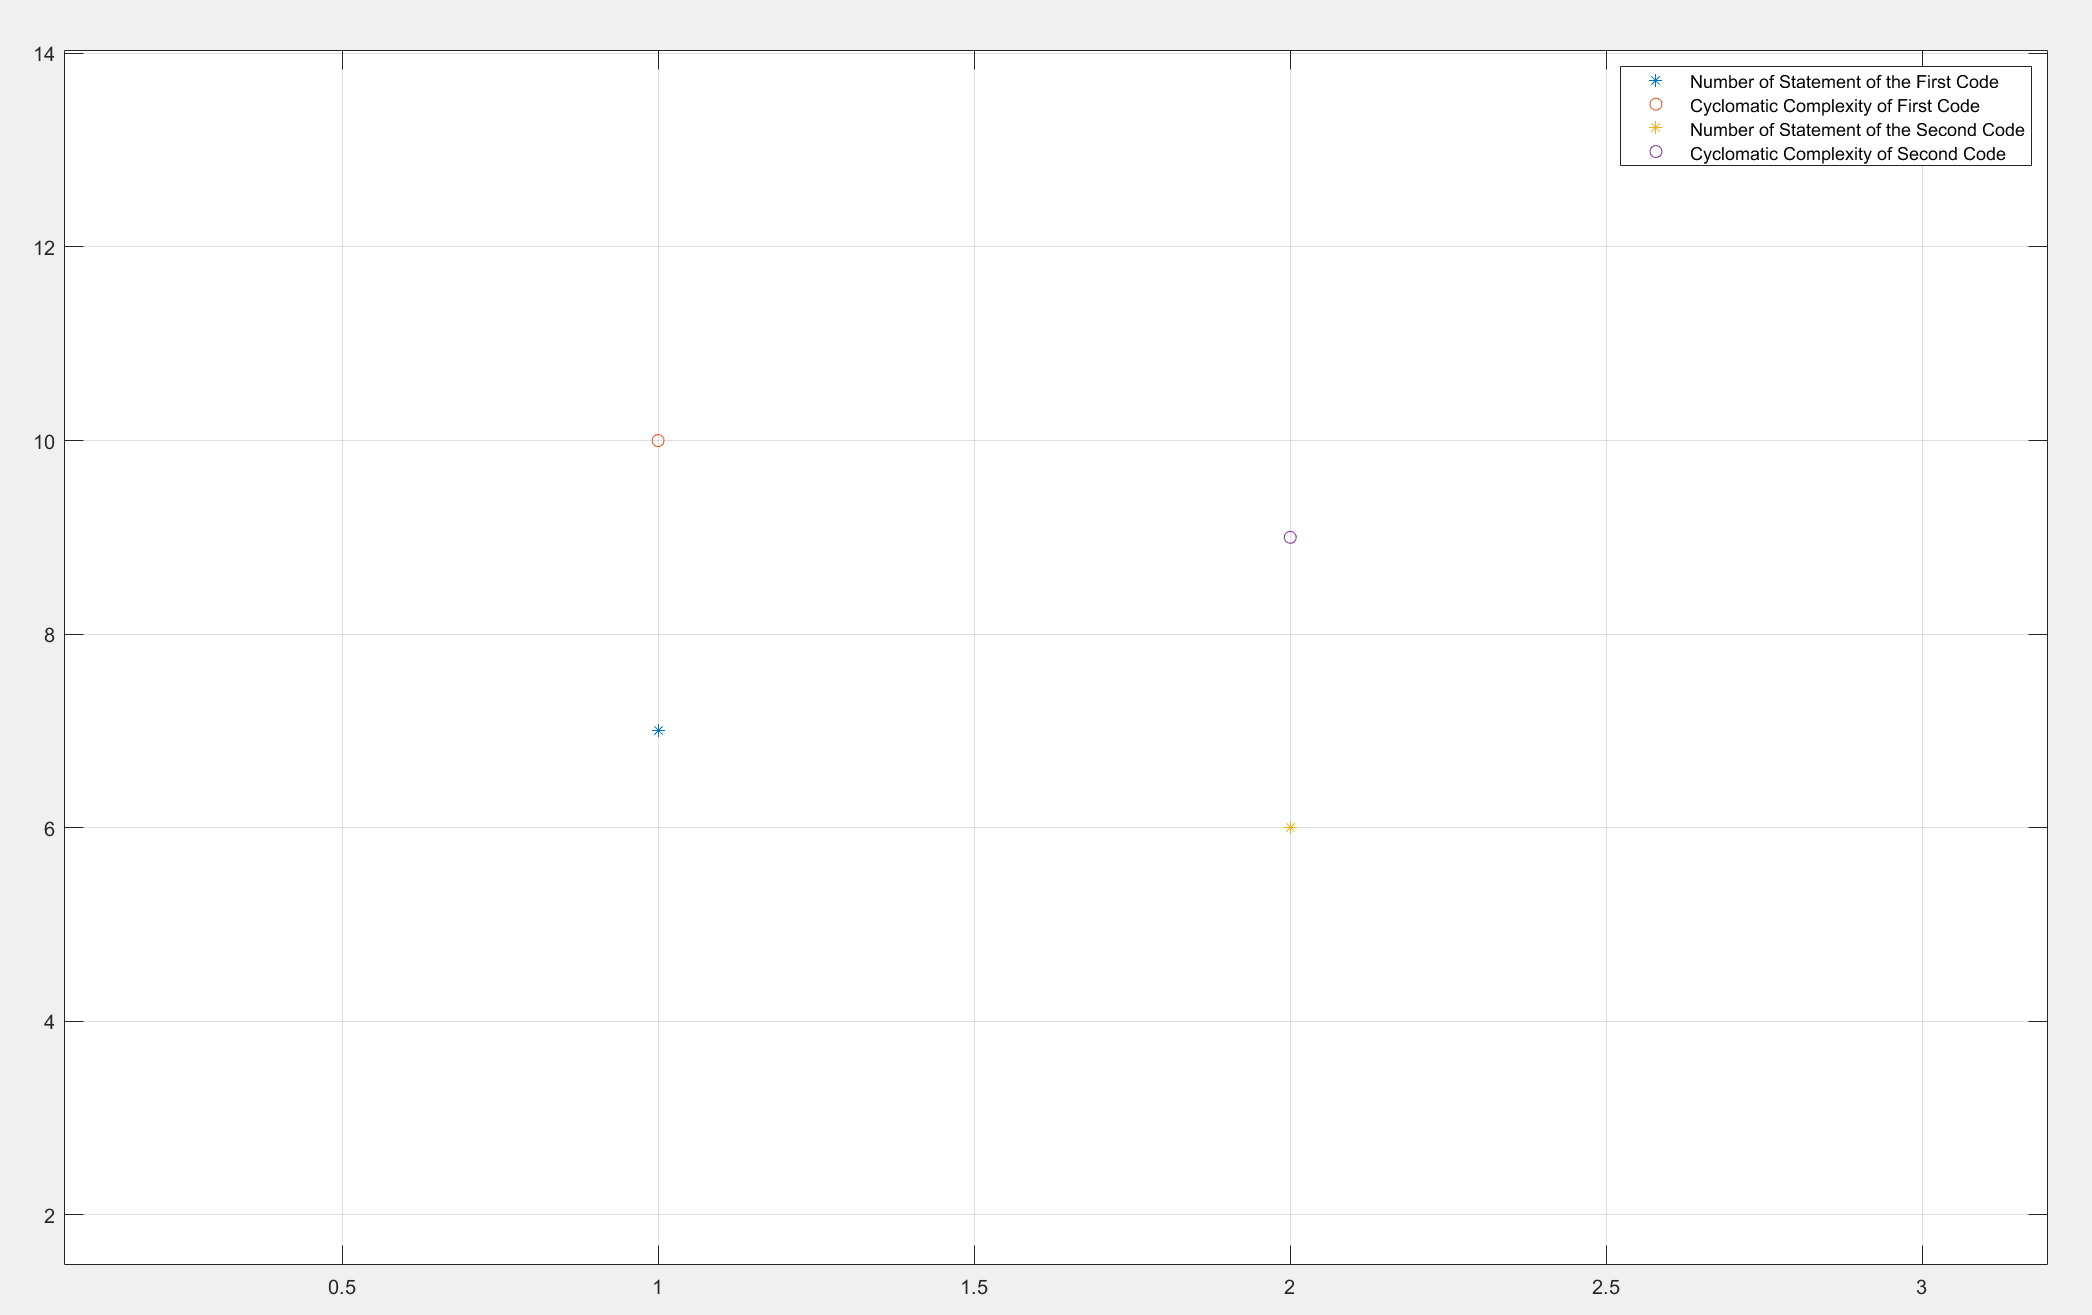 14
Number of Statement of the First Code
Cyclomatic Complexity of First Code
Number of Statement of the Second Code
Cyclomatic Complexity of Second Code
12
10
8
6
4
2
0.5 1 1.5 2 2.5 3